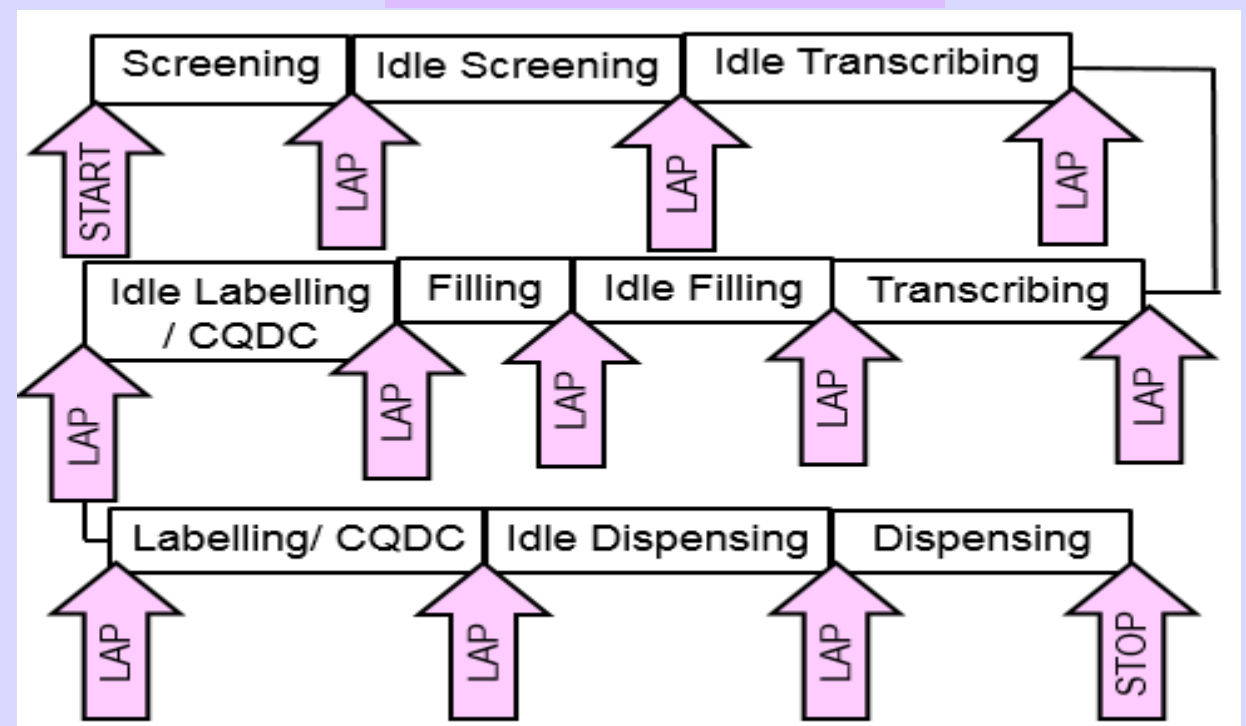 Screening
Idle Screening
Idle Transcribing
START
LAP
LAP
LAP
Idle Labelling
/ CQDC
Filling
Idle Filling
Transcribing
LAP
LAP
LAP
LAP
LAP
Labelling/ CQDC
Idle Dispensing
Dispensing
LAP
LAP
LAP
STOP